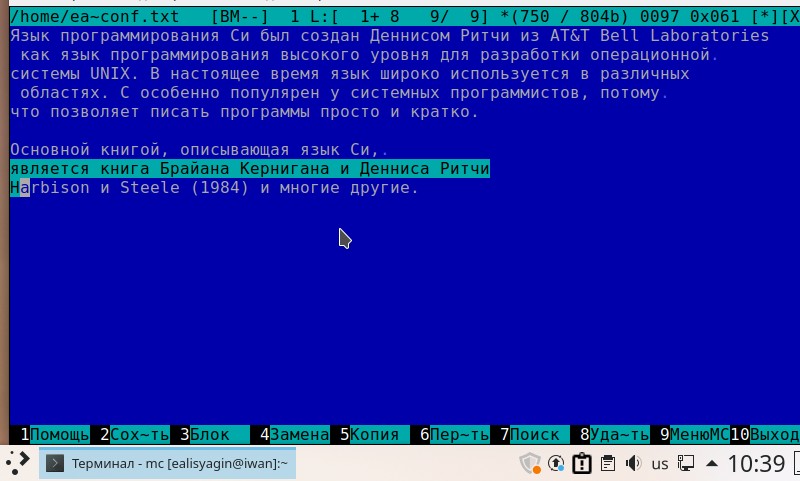 /home/ea~conf.txt [BM--] 1 L:[ 1+ 8 9/ 9] *(750 / 804b) 0097 0x061 [*][X
Язык программирования Си был создан Деннисом Ритчи из AT&T Bell Laboratories
как язык программирования высокого уровня для разработки операционной.
системы UNIX. В настоящее время язык широко используется в различных
областях. С особенно популярен у системных программистов, потому.
что позволяет писать программы просто и кратко.
Основной книгой, описывающая язык Си,.
является книга Брайана Кернигана и Денниса Ритчи
Harbison и Steele (1984) и многие другие.
1Помощь 2Сох~ть 3Блок 4Замена 5Копия 6Пер~ть 7Поиск 8Уда~ть 9МенюMC 10Выход
Терминал - mc [ealisyagin@iwan]:~ us 10:39